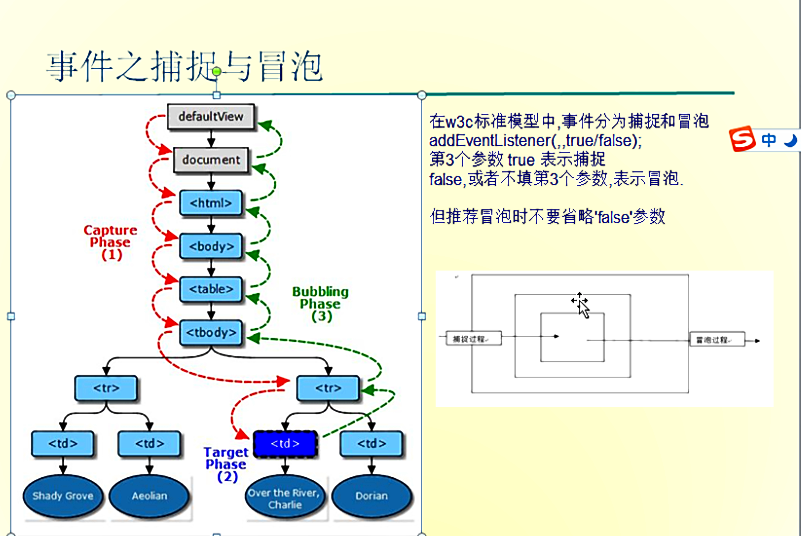 事件之捕捉与冒泡
defaultView
document
<html>
<body>
<table>
<tbody>
<tr>
<tr>
<td>
<td>
<td>
<td>
Shady Grove
Aeolian
Over the River,
Charlie
Dorian
Capture
Phase
(1)
Bubbling
Phase
(3)
Target
Phase
(2)
在w3c标准模型中,事件分为捕捉和冒泡
addEventListener(,,true/false);
第3个参数 true 表示捕捉
false,或者不填第3个参数,表示冒泡.
但推荐冒泡时不要省略'false'参数
捕捉过程
冒泡过程
S 中